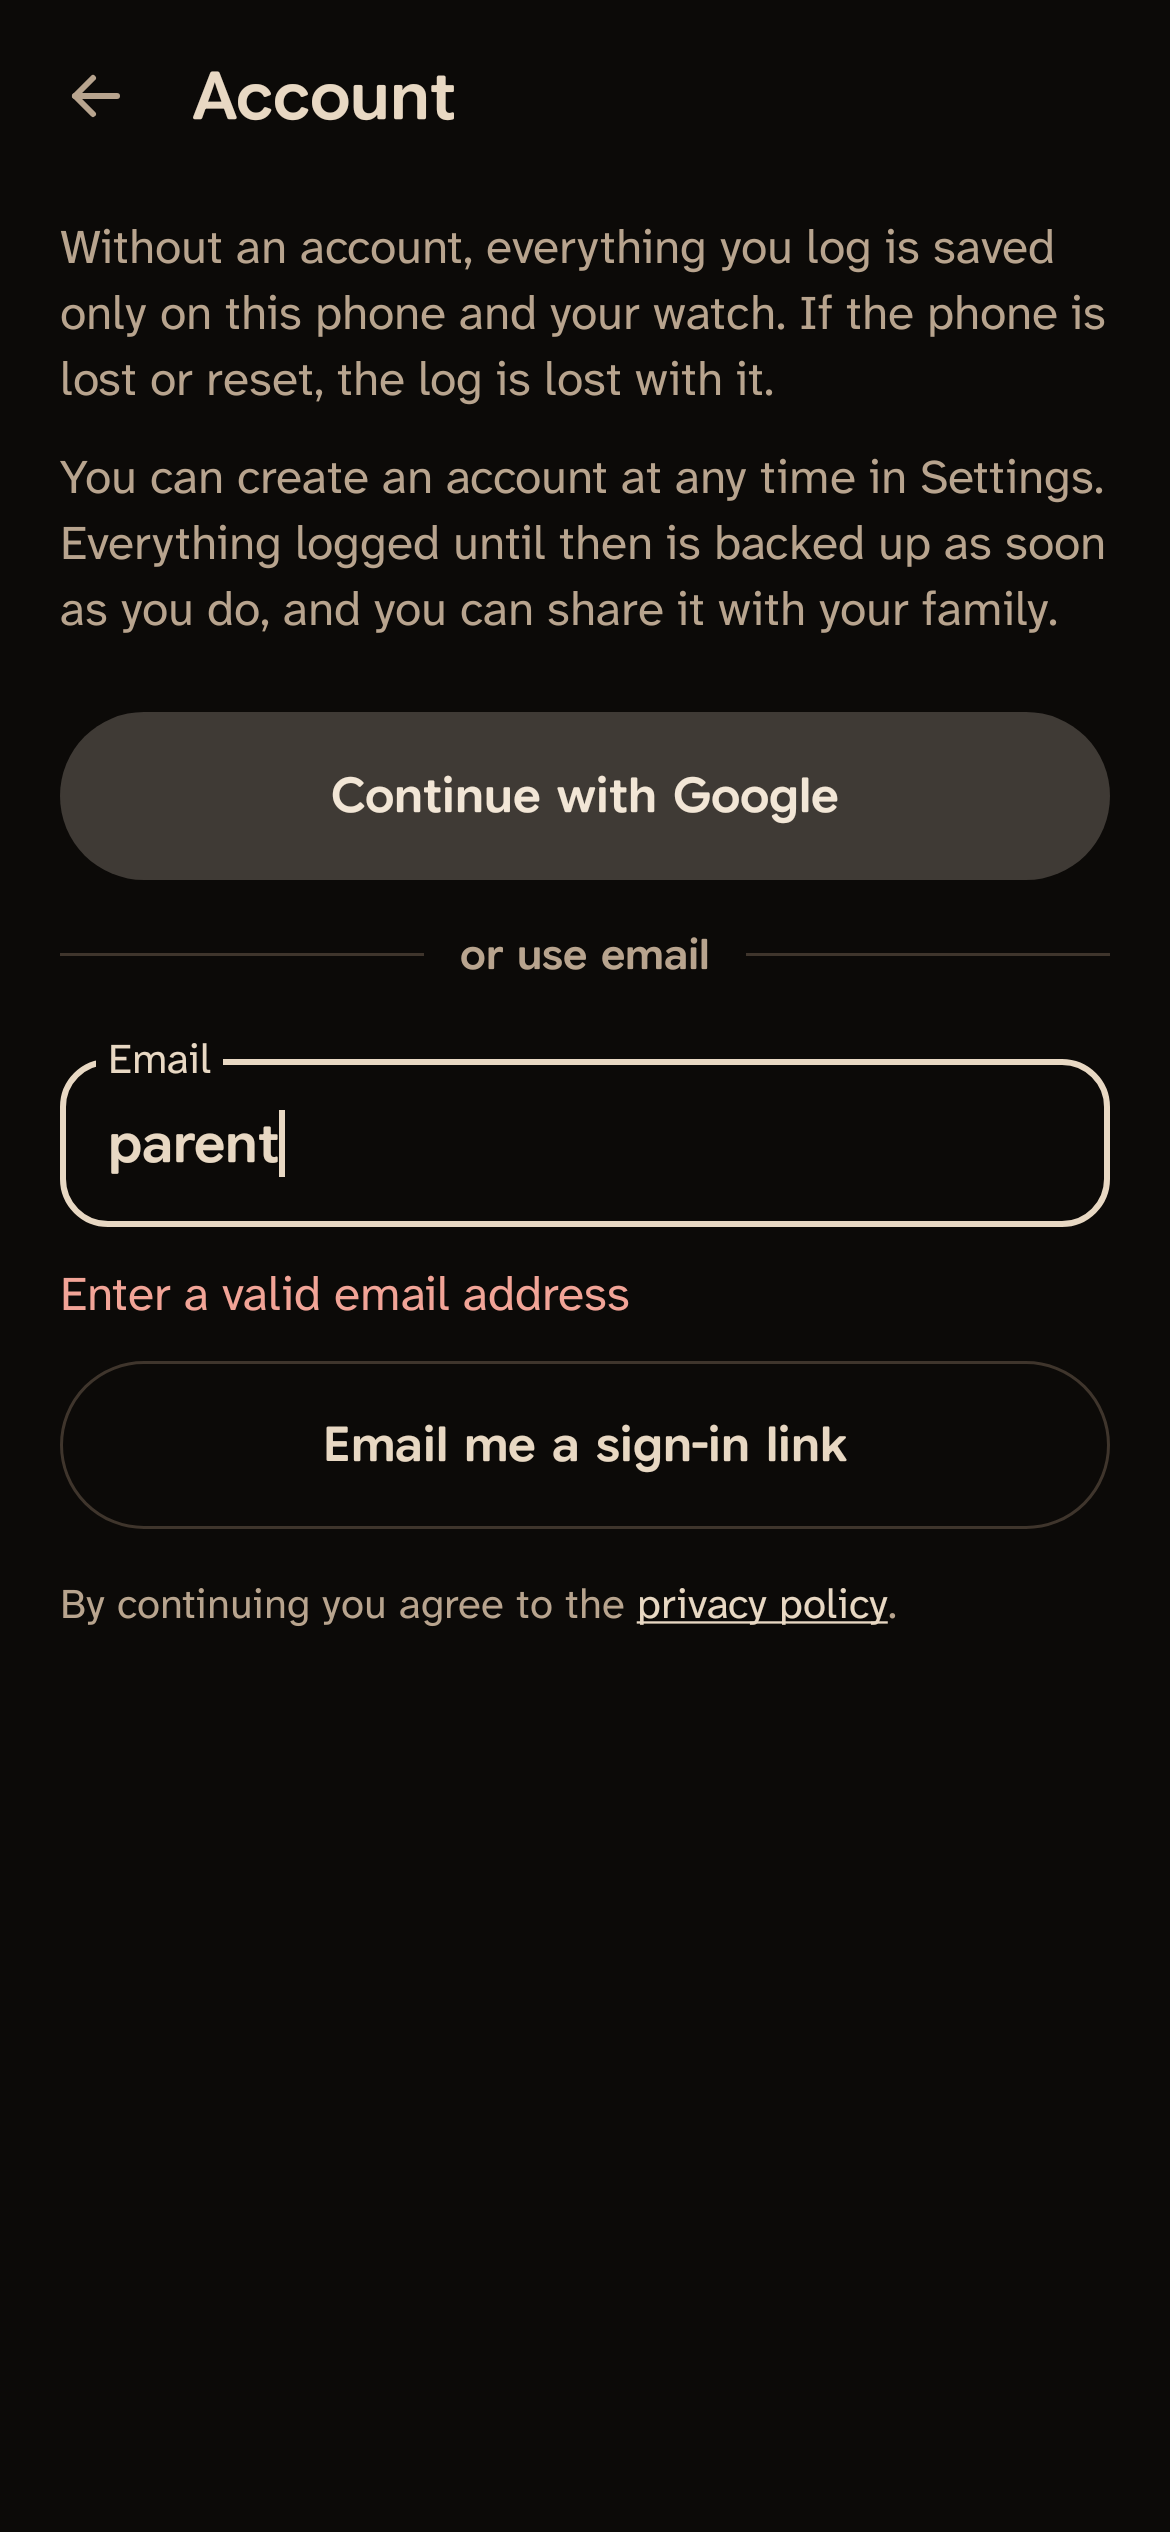 Account
Without an account, everything you log is saved
only on this phone and your watch. If the phone is
lost or reset, the log is lost with it.
You can create an account at any time in Settings.
Everything logged until then is backed up as soon
as you do, and you can share it with your family.
Continue with Google
or use email
Email
parent
Enter a valid email address
Email me a sign-in link
By continuing you agree to the privacy policy.